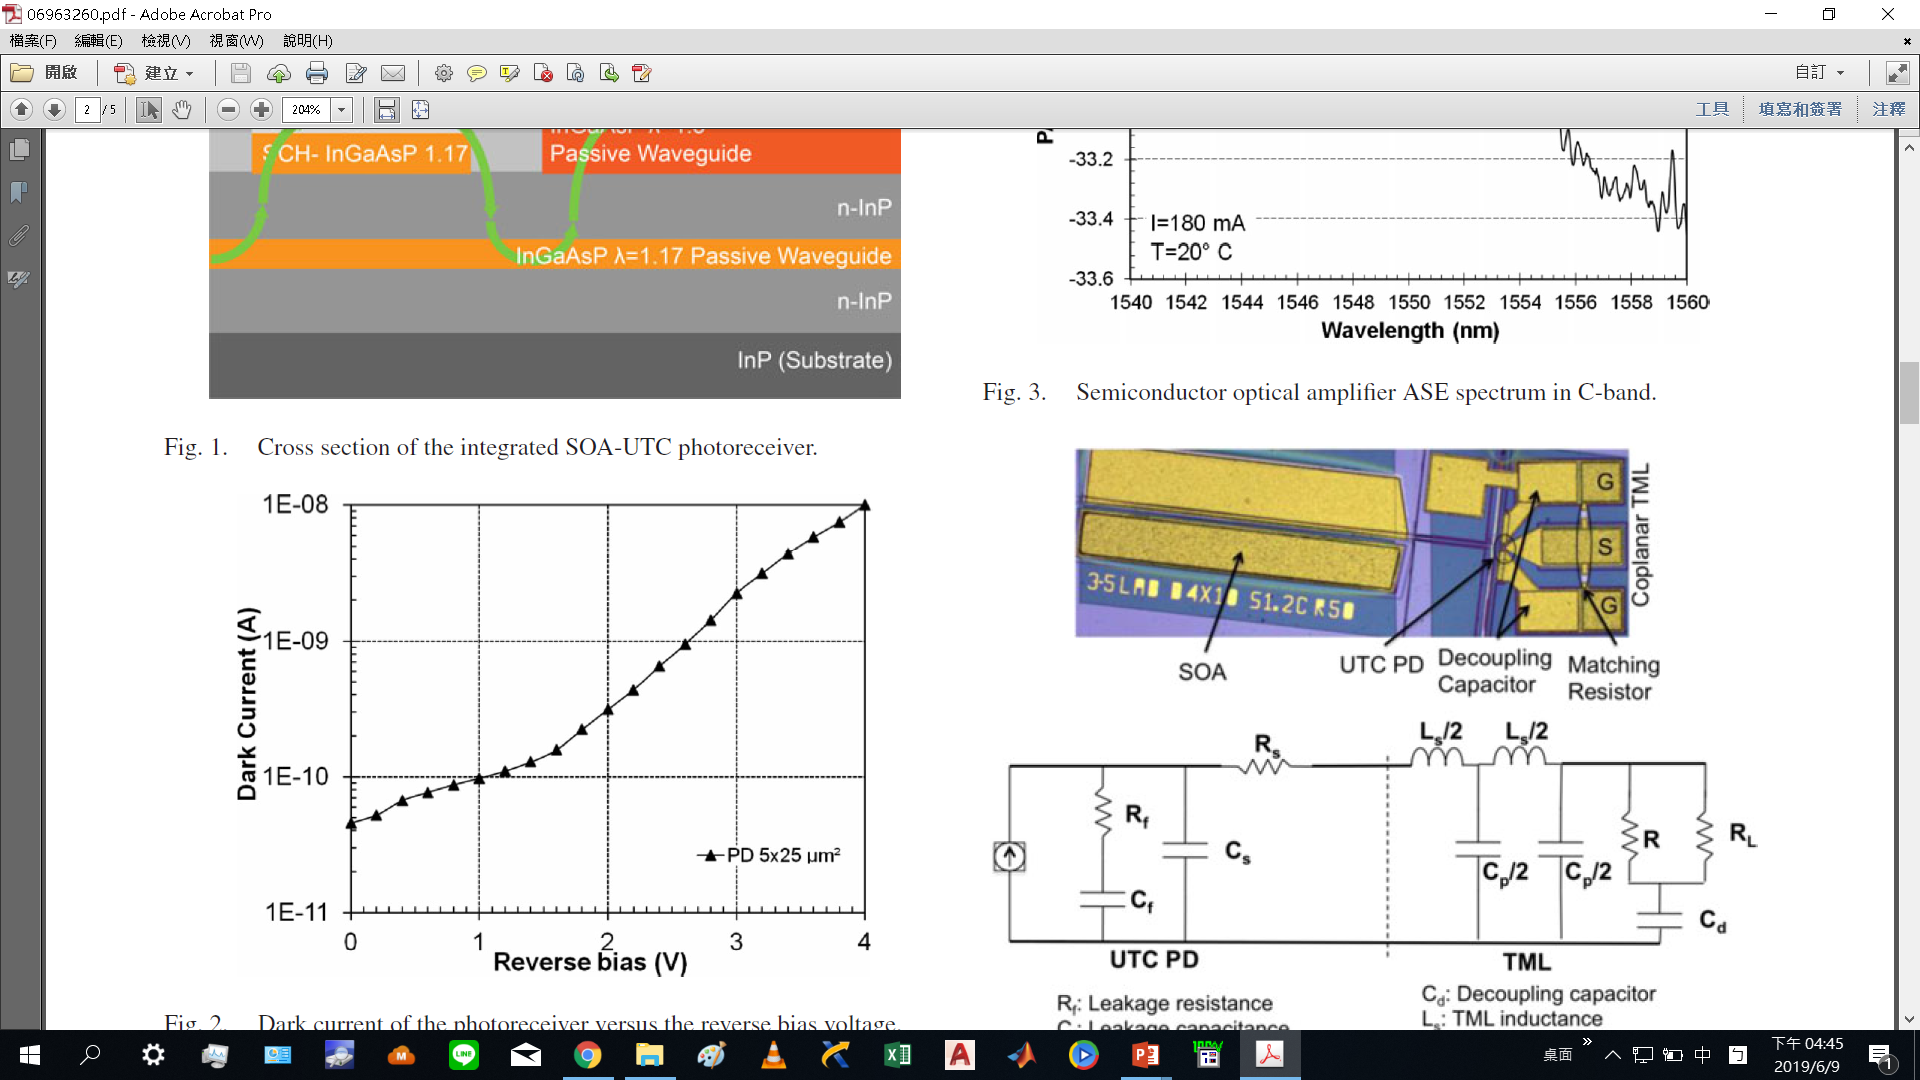 06963260.pdf - Adobe Acrobat Pro
檔案(F) 編輯(E) 檢視(V) 視窗(W) 說明(H)
開啟 建立 自訂
2 / 5 204% 工具 填寫和簽署 注釋
SCH- InGaAsP 1.17
Passive Waveguide
n-InP
InGaAsP λ=1.17 Passive Waveguide
n-InP
InP (Substrate)
Fig. 1. Cross section of the integrated SOA-UTC photoreceiver.
1E-08
1E-09
1E-10
1E-11
Dark Current (A)
PD 5x25 µm²
0 1 2 3 4
Reverse bias (V)
Fig. 2. Dark current of the photoreceiver versus the reverse bias voltage.
-33.2
-33.4
-33.6
I=180 mA
T=20° C
1540 1542 1544 1546 1548 1550 1552 1554 1556 1558 1560
Wavelength (nm)
Fig. 3. Semiconductor optical amplifier ASE spectrum in C-band.
G
S
G
Coplanar TML
SOA
UTC PD
Decoupling
Capacitor
Matching
Resistor
Rs
Ls/2 Ls/2
Rf
Cs
Cf
Cp/2 Cp/2
R
RL
Cd
UTC PD TML
Rf: Leakage resistance
Cd: Decoupling capacitor
Ls: TML inductance
桌面
中
下午 04:45
2019/6/9
1